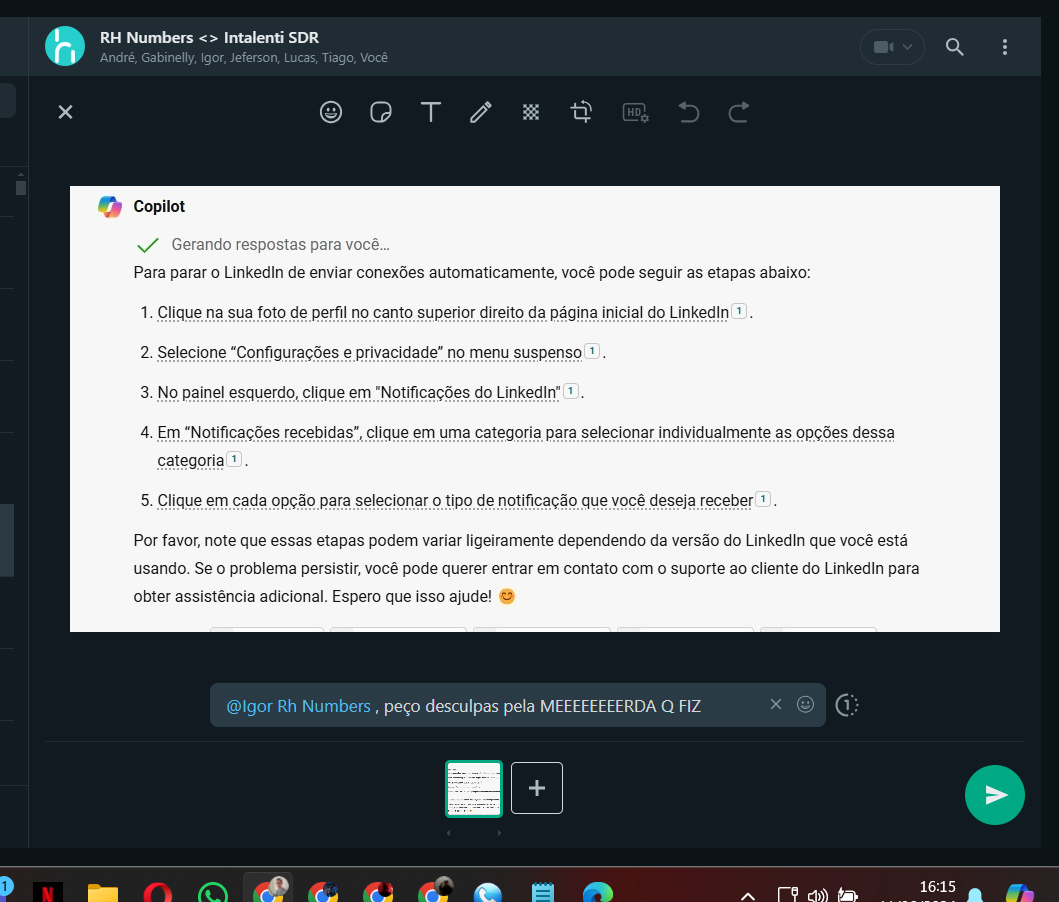 RH Numbers <> Intalenti SDR
André, Gabinelly, Igor, Jeferson, Lucas, Tiago, Você
HD
Copilot
Gerando respostas para você...
Para parar o LinkedIn de enviar conexões automaticamente, você pode seguir as etapas abaixo:
1. Clique na sua foto de perfil no canto superior direito da página inicial do LinkedIn 1 .
2. Selecione “Configurações e privacidade” no menu suspenso 1 .
3. No painel esquerdo, clique em "Notificações do LinkedIn" 1 .
4. Em “Notificações recebidas”, clique em uma categoria para selecionar individualmente as opções dessa
categoria 1 .
5. Clique em cada opção para selecionar o tipo de notificação que você deseja receber 1 .
Por favor, note que essas etapas podem variar ligeiramente dependendo da versão do LinkedIn que você está
usando. Se o problema persistir, você pode querer entrar em contato com o suporte ao cliente do LinkedIn para
obter assistência adicional. Espero que isso ajude! 😊
@Igor Rh Numbers , peço desculpas pela MEEEEEEEERDA Q FIZ
1
1
N
16:15